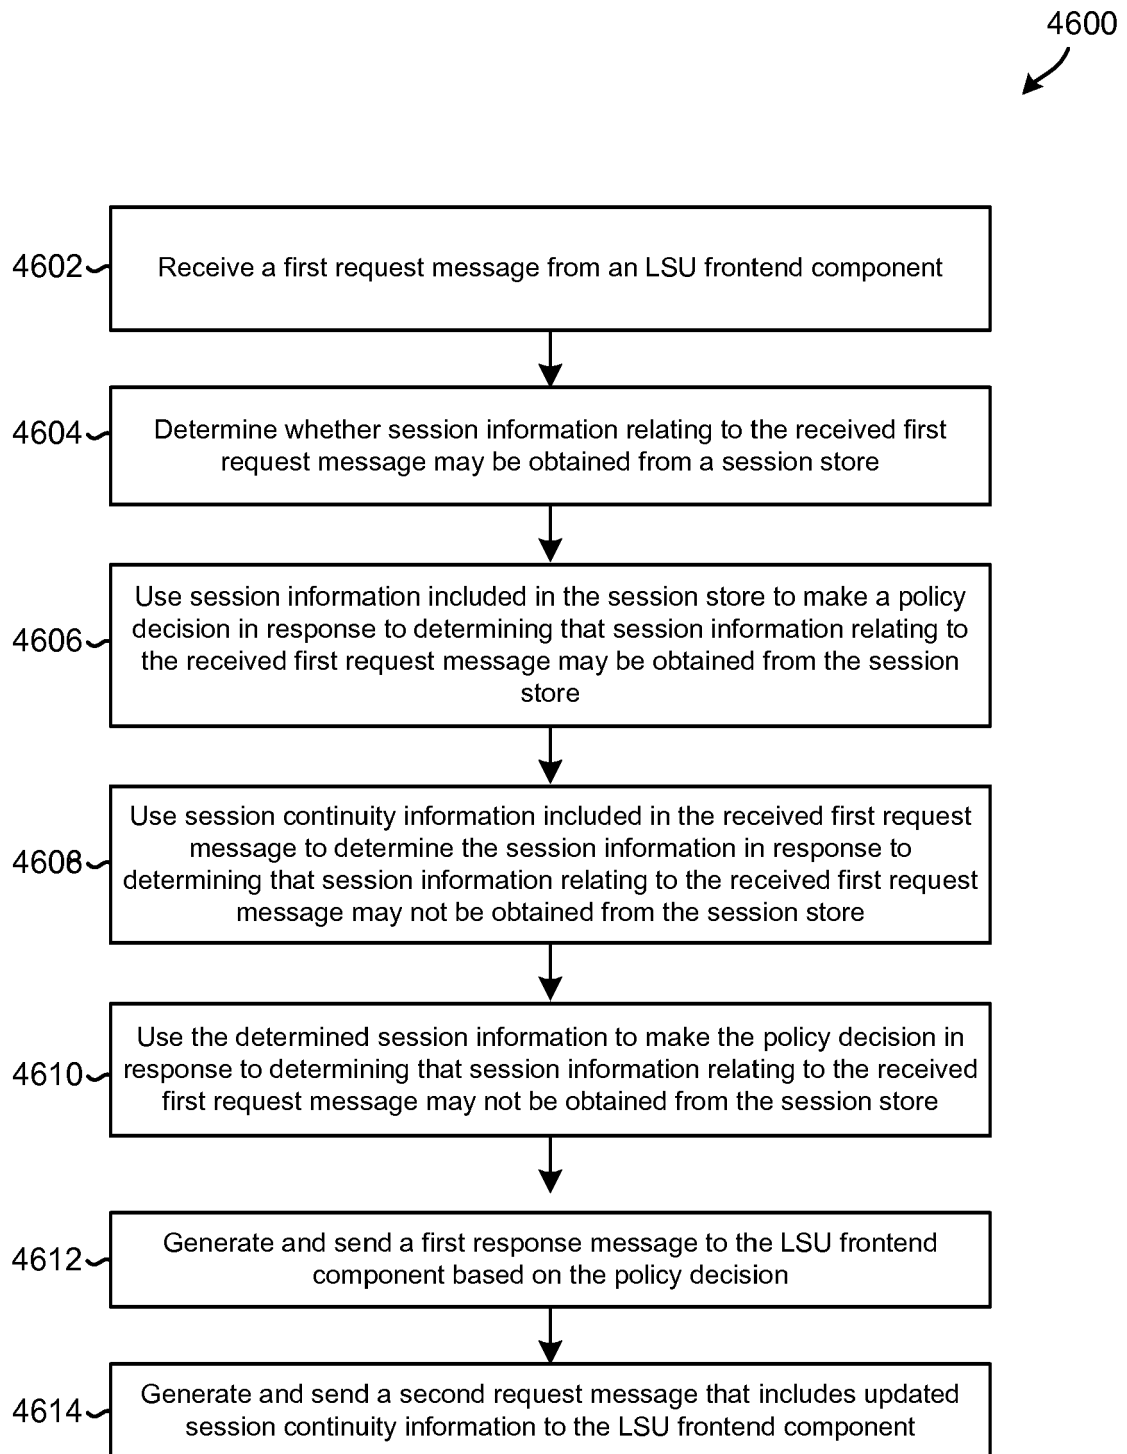 4600
4602
Receive a first request message from an LSU frontend component
4604
Determine whether session information relating to the received first
request message may be obtained from a session store
4606
Use session information included in the session store to make a policy
decision in response to determining that session information relating to
the received first request message may be obtained from the session
store
4608
Use session continuity information included in the received first request
message to determine the session information in response to
determining that session information relating to the received first request
message may not be obtained from the session store
4610
Use the determined session information to make the policy decision in
response to determining that session information relating to the received
first request message may not be obtained from the session store
4612
Generate and send a first response message to the LSU frontend
component based on the policy decision
4614
Generate and send a second request message that includes updated
session continuity information to the LSU frontend component